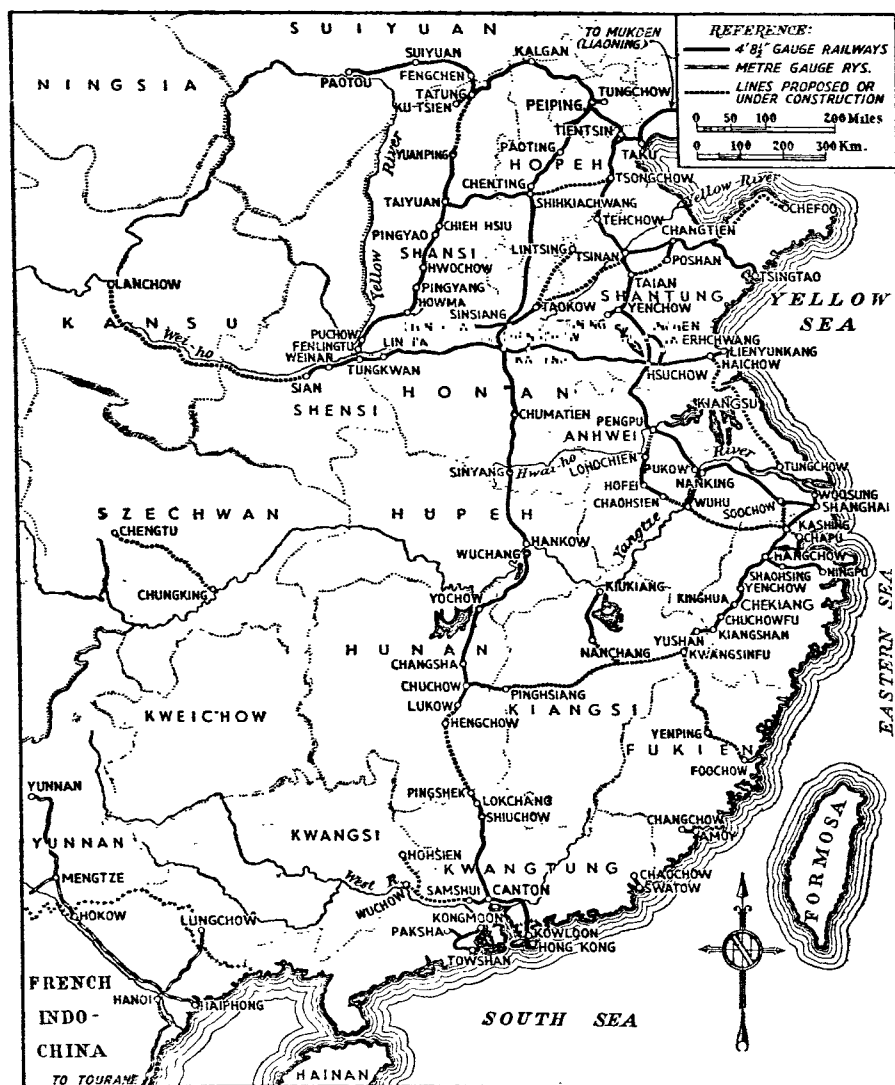 SUIYUAN
TO MUKDEN
(LIAONING)
REFERENCE:
4' 8½" GAUGE RAILWAYS
METRE GAUGE RYS.
LINES PROPOSED OR
UNDER CONSTRUCTION
0 50 100 200 Miles
0 50 100 200 300 Km.
NINGSIA
SUIYUAN
KALGAN
PAOTOU
FENGCHEN
TATUNG
KU-TSIEN
TUNGCHOW
PEIPING
TIENTSIN
TAKU
PAOTING
HOPEH
YUANPING
River
CHENTING
TSONGCHOW
Yellow River
TAIYUAN
SHIHKIACHWANG
CHEFOO
CHIEH HSIU
TEHCHOW
CHANGTIEN
PINGYAO
SHANSI
LINTSING
TSINAN
POSHAN
HWOCHOW
TSINGTAO
LANCHOW
Yellow
PINGYANG
TAIAN
SHANTUNG
YELLOW
SEA
HOWMA
SINSIANG
TAOKOW
YENCHOW
KANSU
Wei-ho
PUCHOW
FENLINGTU
WEINAR
ERHCHWANG
LIENYUNKANG
HAICHOW
SIAN
TUNGKWAN
HSUCHOW
SHENSI
HONAN
KIANGSU
CHUMATIEN
PENGPU
ANHWEI
River
SINYANG
Hwai-ho
LOHOCHIEN
PUKOW
NANKING
TUNGCHOW
HOFEI
CHAOHSIEN
WUHU
SOOCHOW
WOOSUNG
SHANGHAI
SZECHWAN
CHENGTU
HUPEH
Yangtze
KASHING
CHAPU
HANKOW
WUCHANG
HANGCHOW
SHAOHSING
NINGPO
CHUNGKING
YOCHOW
KIUKIANG
KINGHUA
YENCHOW
CHEKIANG
CHUCHOWFU
KIANGSHAN
EASTERN SEA
HUNAN
NANCHANG
YUSHAN
KWANGSINFU
CHANGSHA
CHUCHOW
PINGHSIANG
KWEICHOW
LUKOW
HENGCHOW
KIANGSI
YENPING
FUKIEN
FOOCHOW
YUNNAN
PINGSHEK
LOKCHANG
SHIUCHOW
CHANGCHOW
AMOY
YUNNAN
KWANGSI
HOHSIEN
KWANGTUNG
FORMOSA
MENGTZE
West R.
WUCHOW
SAMSHUI
CANTON
CHAOCHOW
SWATOW
HOKOW
LUNGCHOW
KONGMOON
PAKSHA
KOWLOON
HONG KONG
TOWSHAN
FRENCH
INDO-
CHINA
HANOI
HAIPHONG
SOUTH SEA
TO TOURANE
HAINAN
N